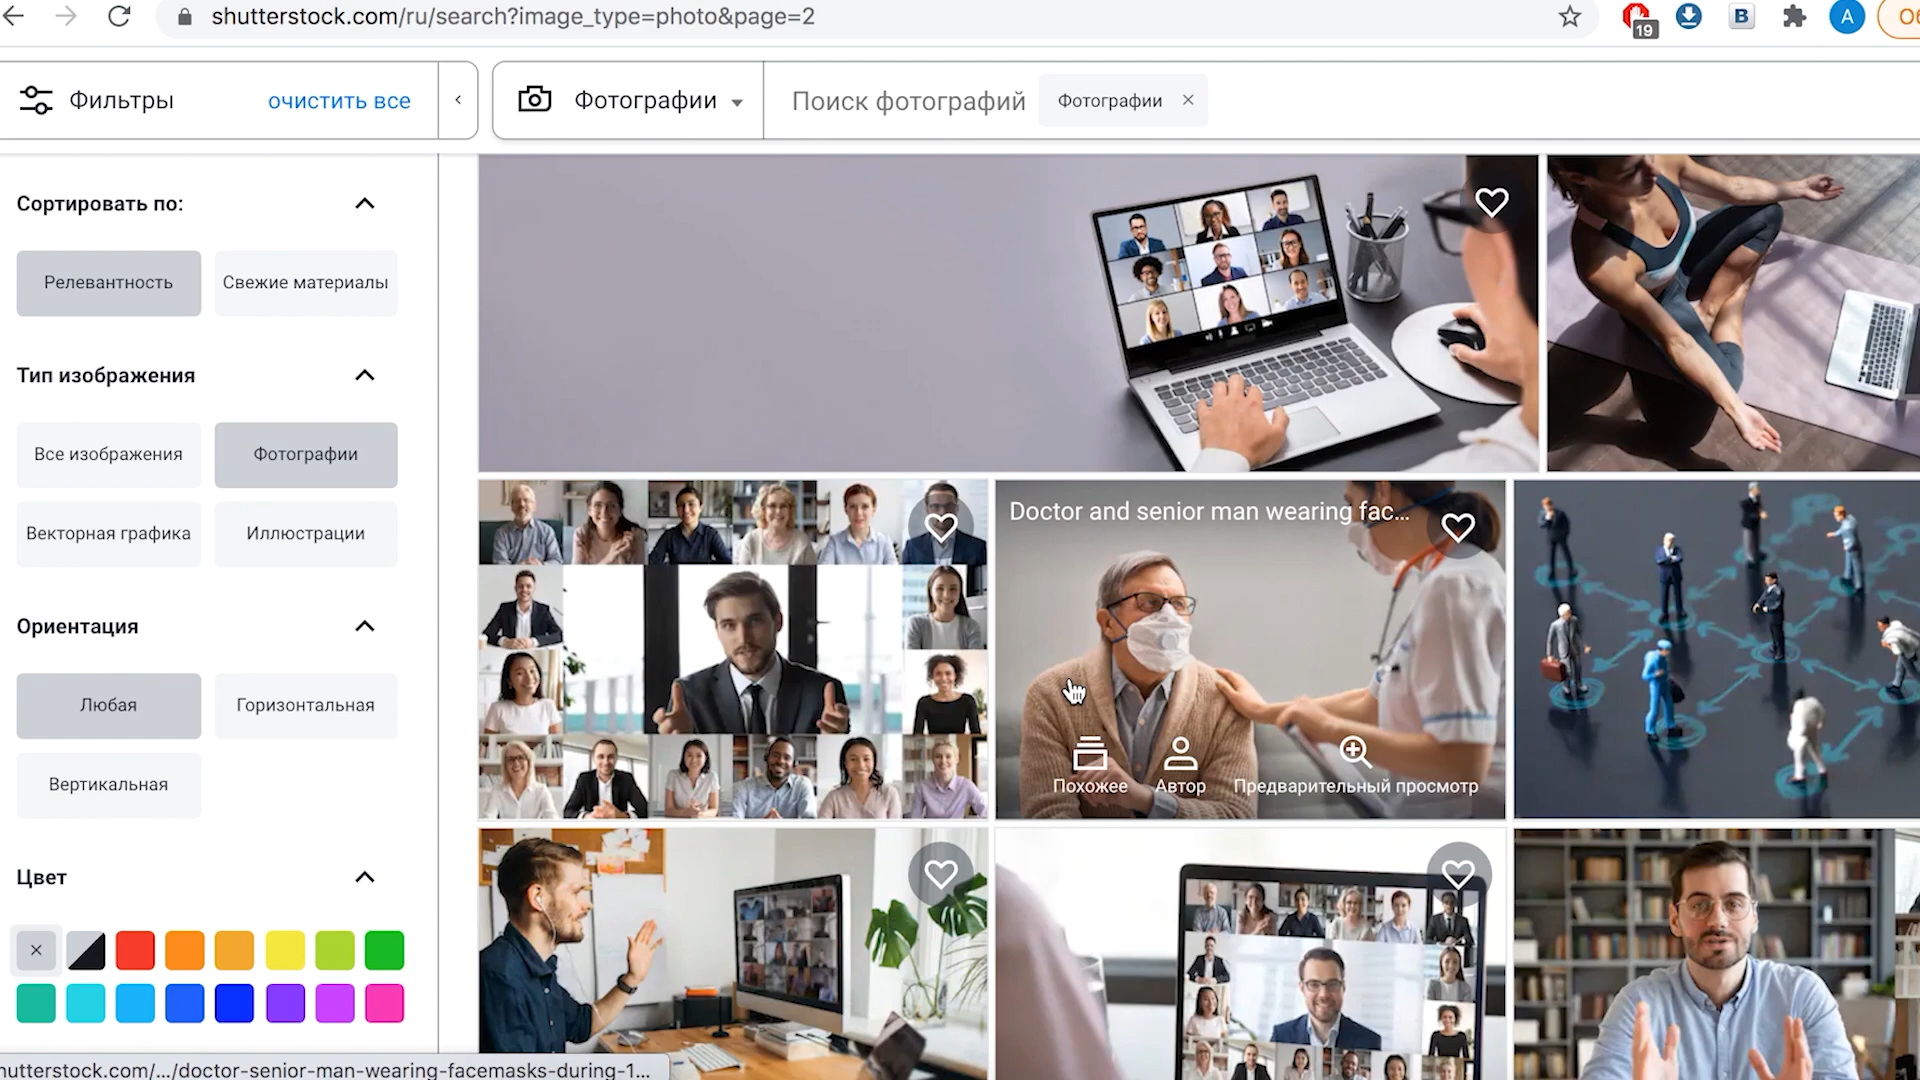 shutterstock.com/ru/search?image_type=photo&page=2
19
B
A
Об
Фильтры
очистить все
Фотографии
Поиск фотографий
Фотографии
Сортировать по:
Релевантность
Свежие материалы
Тип изображения
Все изображения
Фотографии
Векторная графика
Иллюстрации
Ориентация
Любая
Горизонтальная
Вертикальная
Цвет
Doctor and senior man wearing fac...
Похожее
Автор
Предварительный просмотр
hutterstock.com/.../doctor-senior-man-wearing-facemasks-during-1...